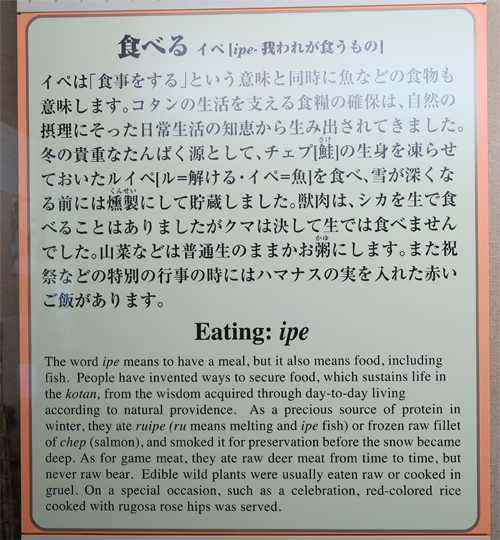 食べる イペ [ipe- 我われが食うもの]
イペは「食事をする」という意味と同時に魚などの食物も
意味します。コタンの生活を支える食糧の確保は、自然の
摂理にそった日常生活の知恵から生み出されてきました。
冬の貴重なたんぱく源として、チェプ[鮭]の生身を凍らせ
ておいたルイペ[ル=解ける・イペ=魚]を食べ、雪が深くな
る前には燻製にして貯蔵しました。獣肉は、シカを生で食
べることはありましたがクマは決して生では食べません
でした。山菜などは普通生のままかお粥にします。また祝
祭などの特別の行事の時にはハマナスの実を入れた赤い
ご飯があります。
Eating: ipe
The word ipe means to have a meal, but it also means food, including
fish. People have invented ways to secure food, which sustains life in
the kotan, from the wisdom acquired through day-to-day living
according to natural providence. As a precious source of protein in
winter, they ate ruipe (ru means melting and ipe fish) or frozen raw fillet
of chep (salmon), and smoked it for preservation before the snow became
deep. As for game meat, they ate raw deer meat from time to time, but
never raw bear. Edible wild plants were usually eaten raw or cooked in
gruel. On a special occasion, such as a celebration, red-colored rice
cooked with rugosa rose hips was served.